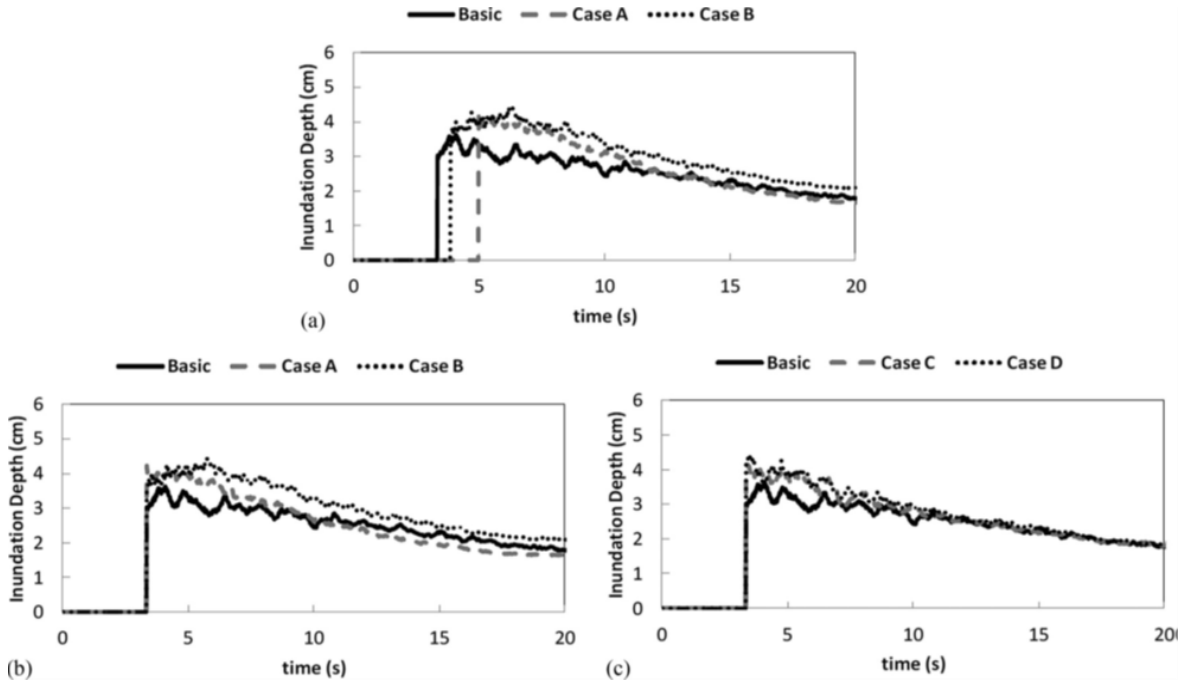 Basic Case A Case B
Inundation Depth (cm)
6
5
4
3
2
1
0
0 5 10 15 20
time (s)
(a)
Basic Case A Case B
Inundation Depth (cm)
6
5
4
3
2
1
0
0 5 10 15 20
time (s)
(b)
Basic Case C Case D
Inundation Depth (cm)
6
5
4
3
2
1
0
0 5 10 15 200
time (s)
(c)